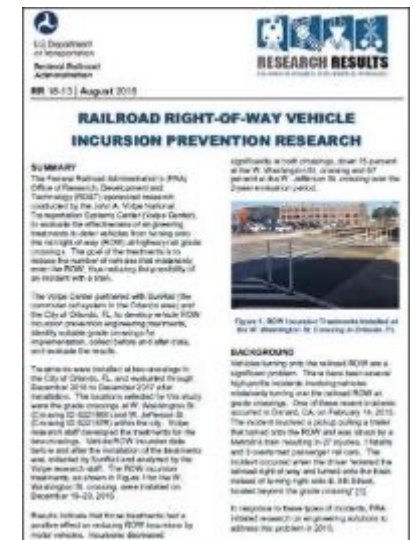 U.S. Department
of Transportation
Federal Railroad
Administration
RESEARCH RESULTS
RR 18-13 | August 2018
RAILROAD RIGHT-OF-WAY VEHICLE
INCURSION PREVENTION RESEARCH
SUMMARY
The Federal Railroad Administration's (FRA)
Office of Research, Development and
Technology (RD&T) sponsored research
conducted by the John A. Volpe National
Transportation Systems Center (Volpe Center),
to evaluate the effectiveness of engineering
treatments to deter vehicles from turning onto
the railroad right-of-way (ROW) at highway-rail grade
crossings. The goal of the treatments is to
reduce the number of vehicles that mistakenly
enter the ROW, thus reducing the possibility of
an incident with a train.
The Volpe Center partnered with SunRail (the
commuter rail system in the Orlando area) and
the City of Orlando, FL, to develop vehicle ROW
incursion prevention engineering treatments,
identify suitable grade crossings for
implementation, collect before and after data,
and evaluate the results.
Treatments were installed at two crossings in
the City of Orlando, FL, and evaluated through
December 2016 to December 2017 after
installation. The locations selected for this study
were the grade crossings at W. Washington St.
and W. Jefferson St.
within the city. Volpe
research staff developed the treatments for the
two crossings. Vehicle ROW incursion data
before and after the installation of the treatments
was collected by SunRail and analyzed by the
Volpe research staff. The ROW incursion
treatments, as shown in Figure 1 for the W.
Washington St. crossing, were installed on
December
Results indicate that these treatments had a
positive effect on reducing ROW incursions by
motor vehicles. Incursions decreased
significantly at both crossings, down 75 percent
at the W. Washington St. crossing and 67
percent at the W. Jefferson St. crossing over the
2-year evaluation period.
Figure 1. ROW Incursion Treatments Installed at
the W. Washington St. Crossing in Orlando, FL
BACKGROUND
Vehicles turning onto the railroad ROW are a
significant problem. There have been several
high-profile incidents involving vehicles
mistakenly turning onto the railroad ROW at
grade crossings. One of these recent incidents
occurred in Oxnard, CA, on February
The incident involved a pickup pulling a trailer
that turned onto the ROW and was struck by a
Metrolink train resulting in 27 injuries, 1 fatality
and 3 overturned passenger rail cars. The
incident occurred when the driver "entered the
railroad right of way and turned onto the track
instead of turning right onto
located beyond the grade crossing" [1].
In response to these types of incidents, FRA
initiated research on engineering solutions to
address this problem in